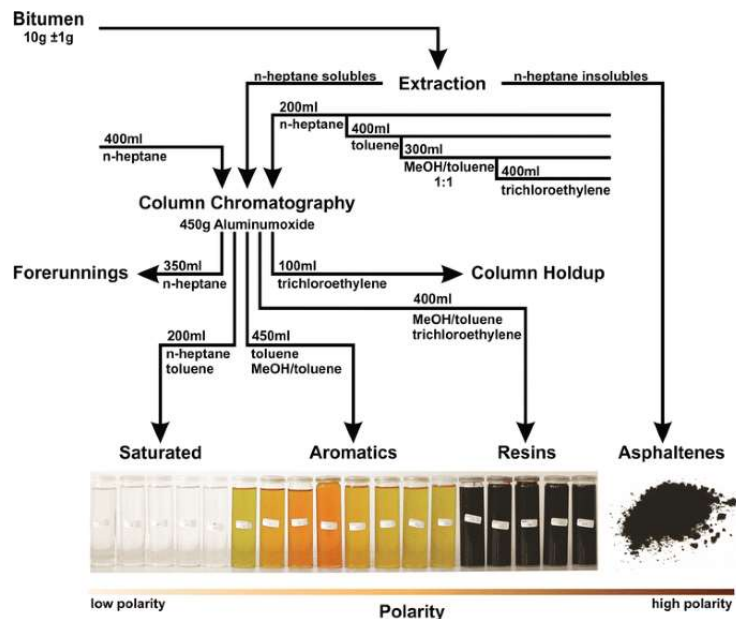 Bitumen
10g ±1g
n-heptane solubles
Extraction
n-heptane insolubles
200ml
n-heptane
400ml
toluene
300ml
MeOH/toluene
1:1
400ml
trichloroethylene
400ml
n-heptane
Column Chromatography
450g Aluminumoxide
Forerunnings
350ml
n-heptane
100ml
trichloroethylene
Column Holdup
400ml
MeOH/toluene
trichloroethylene
200ml
n-heptane
toluene
450ml
toluene
MeOH/toluene
Saturated
Aromatics
Resins
Asphaltenes
low polarity
Polarity
high polarity